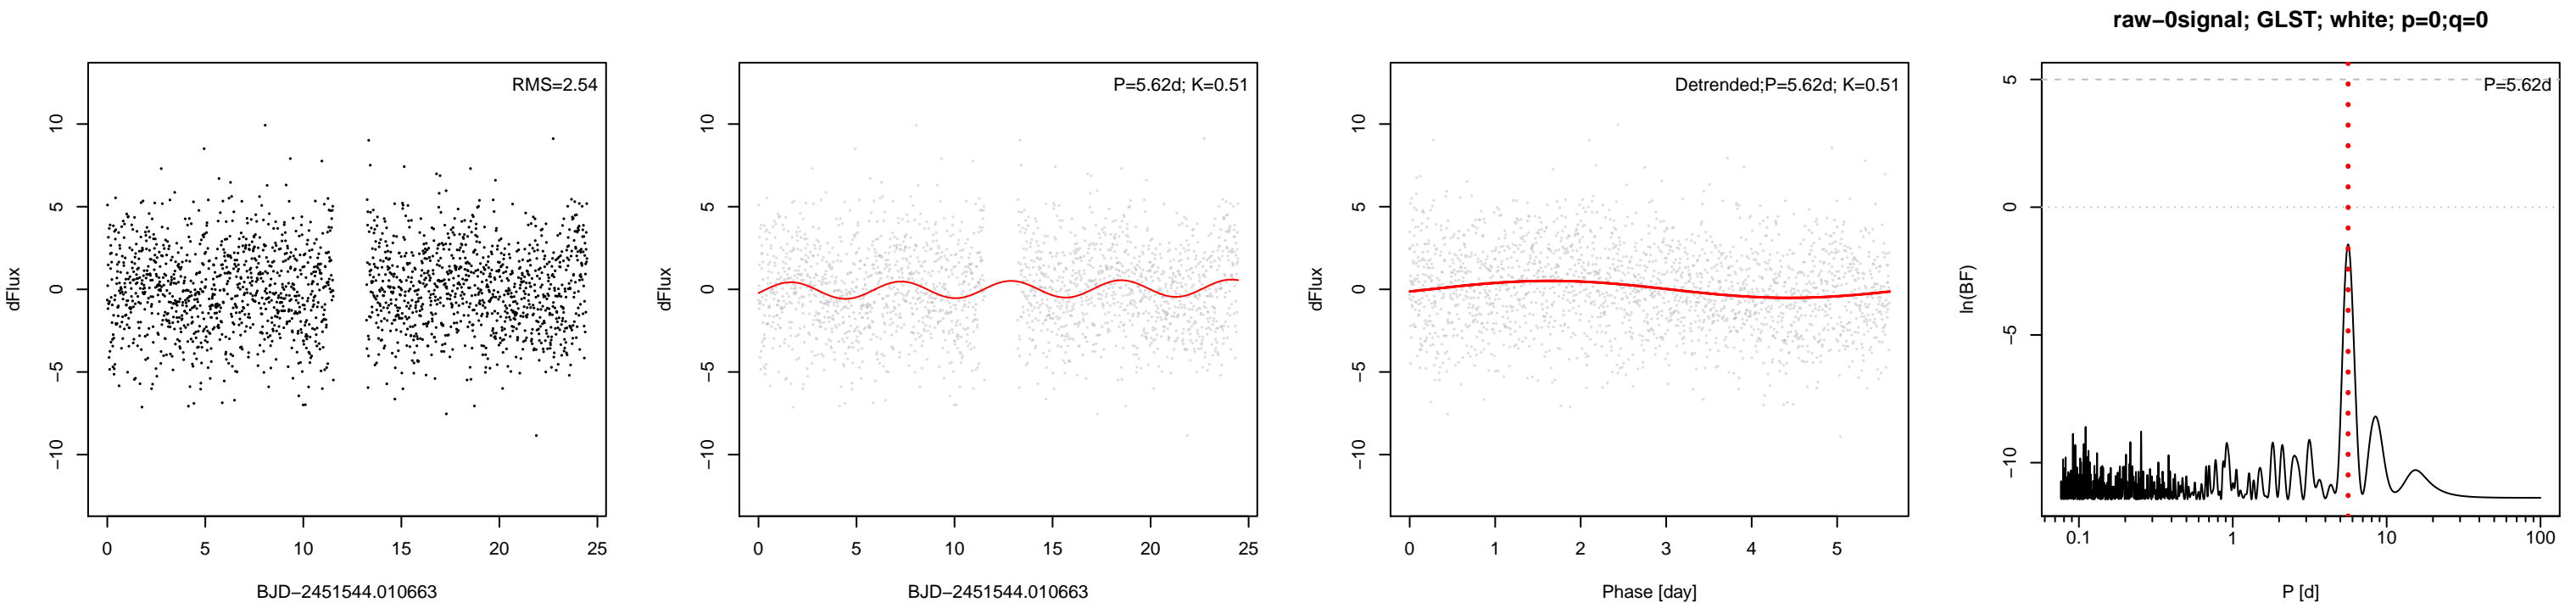 raw−0signal; GLST; white; p=0;q=0
RMS=2.54
dFlux
10
5
0
−5
−10
0 5 10 15 20 25
BJD−2451544.010663
P=5.62d; K=0.51
dFlux
10
5
0
−5
−10
0 5 10 15 20 25
BJD−2451544.010663
Detrended;P=5.62d; K=0.51
dFlux
10
5
0
−5
−10
0 1 2 3 4 5
Phase [day]
P=5.62d
ln(BF)
5
0
−5
−10
0.1 1 10 100
P [d]